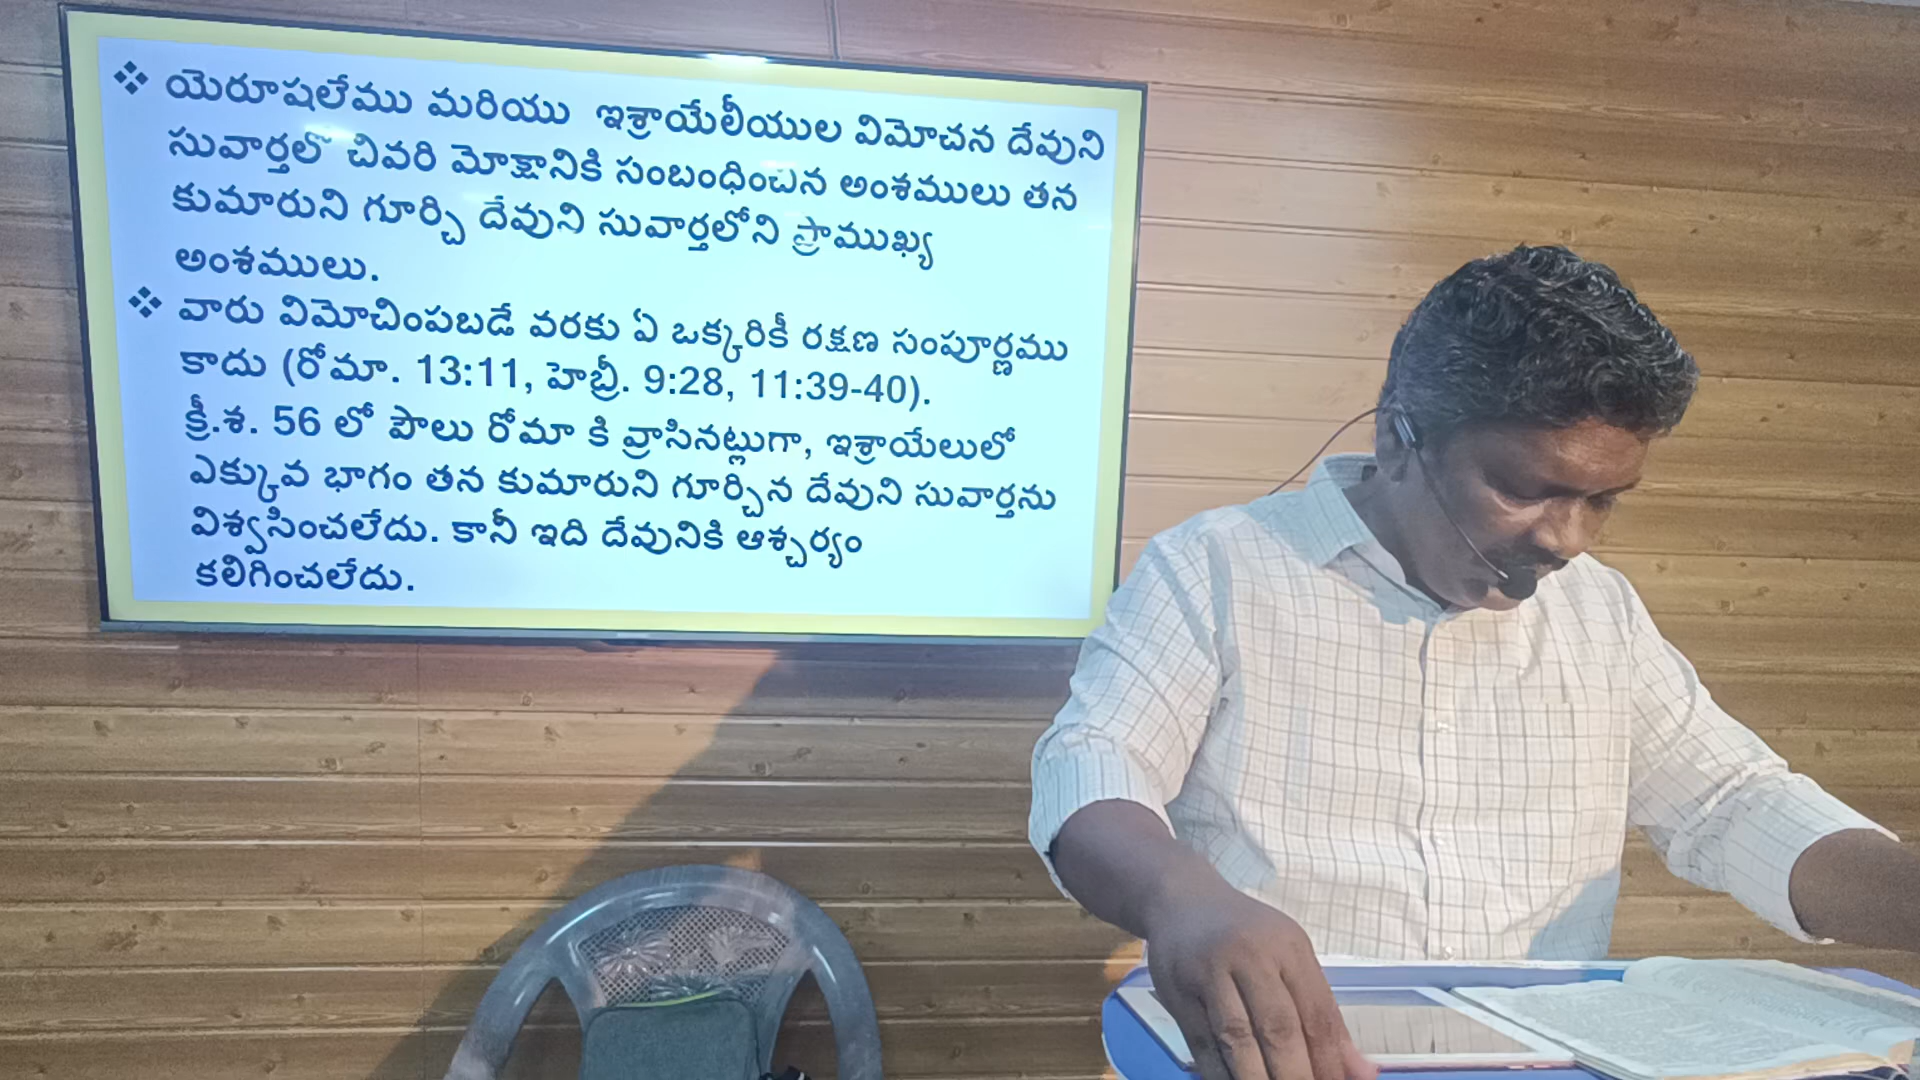 ❖ యెరూషలేము మరియు ఇశ్రాయేలీయుల విమోచన దేవుని
సువార్తలో చివరి మోక్షానికి సంబంధించిన అంశములు తన
కుమారుని గూర్చి దేవుని సువార్తలోని ప్రాముఖ్య
అంశములు.
❖ వారు విమోచింపబడే వరకు ఏ ఒక్కరికీ రక్షణ సంపూర్ణము
కాదు (రోమా. 13:11, హెబ్రీ. 9:28, 11:39-40).
క్రీ.శ. 56 లో పౌలు రోమా కి వ్రాసినట్లుగా, ఇశ్రాయేలులో
ఎక్కువ భాగం తన కుమారుని గూర్చిన దేవుని సువార్తను
విశ్వసించలేదు. కానీ ఇది దేవునికి ఆశ్చర్యం
కలిగించలేదు.